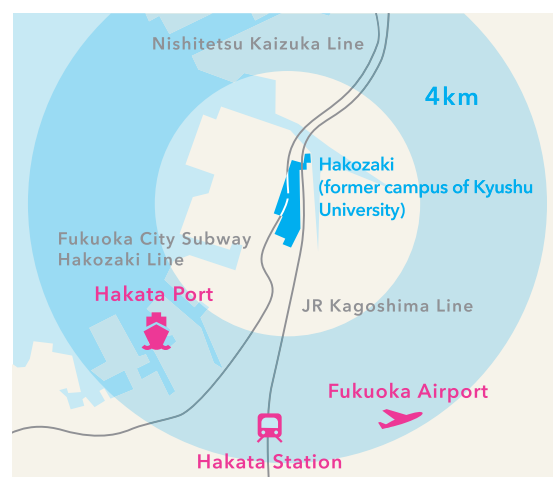 Nishitetsu Kaizuka Line
4km
Hakozaki
(former campus of Kyushu
University)
Fukuoka City Subway
Hakozaki Line
Hakata Port
JR Kagoshima Line
Fukuoka Airport
Hakata Station